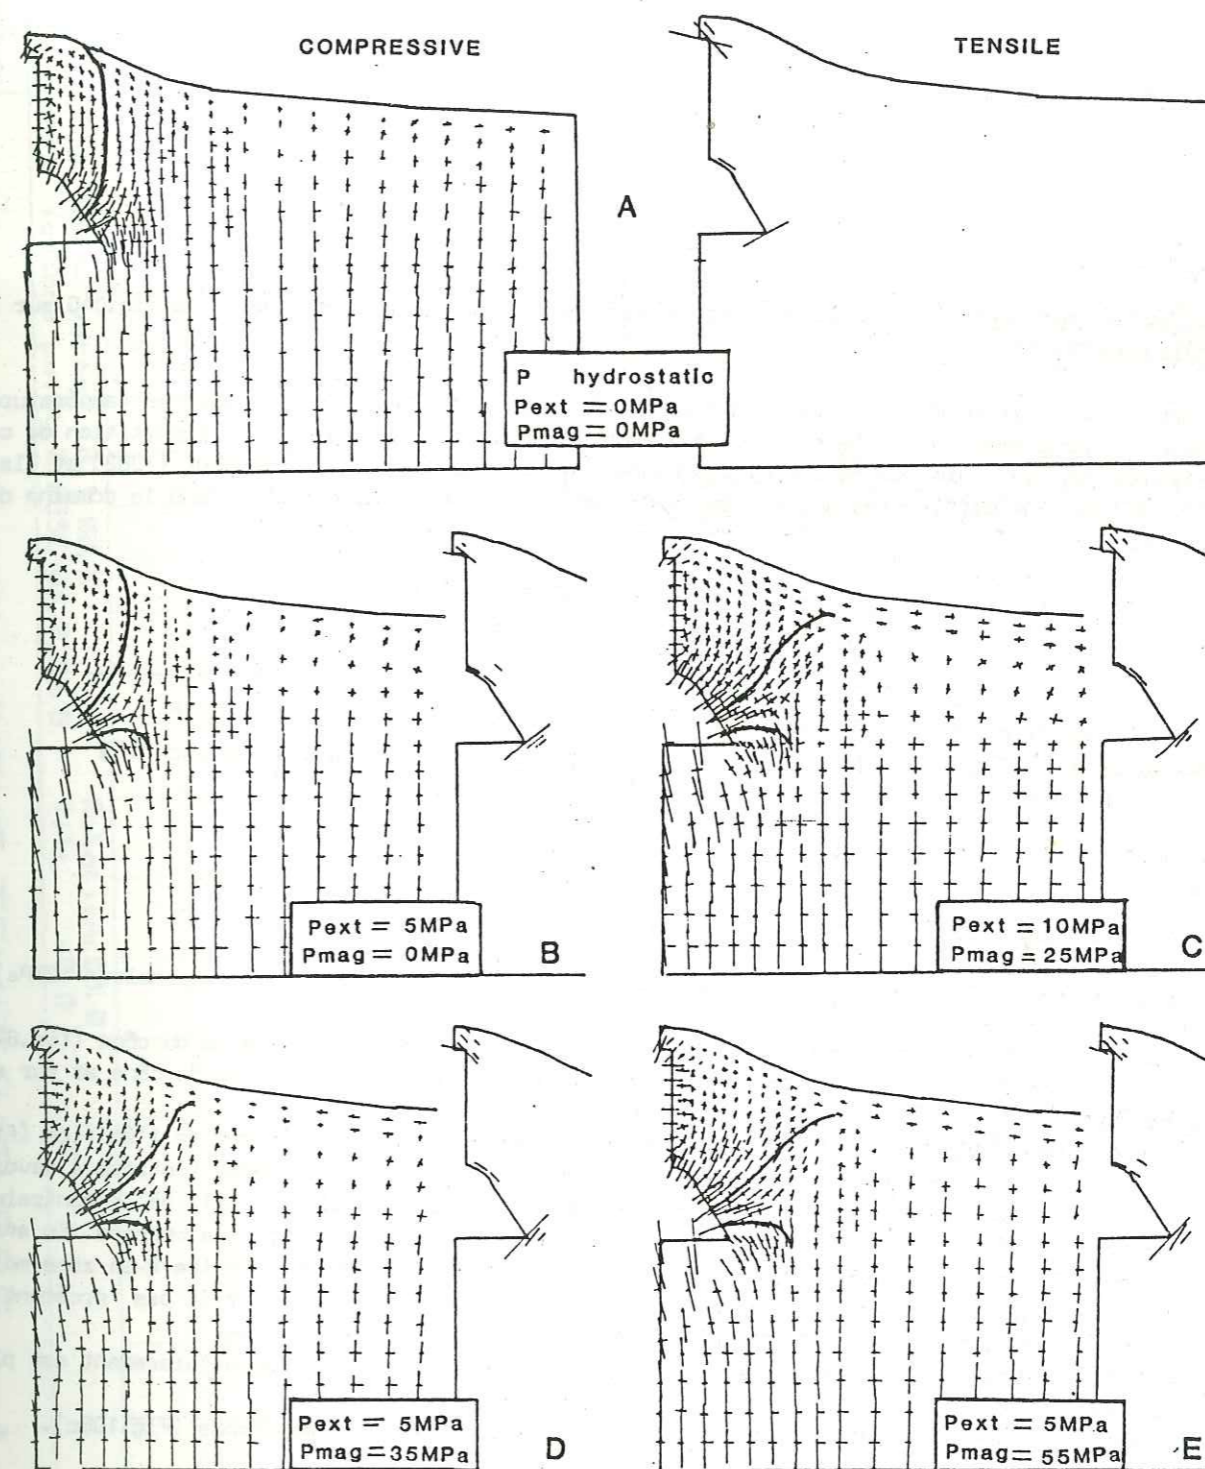 COMPRESSIVE
TENSILE
A
P hydrostatic
Pext = 0MPa
Pmag = 0MPa
Pext = 5MPa
Pmag = 0MPa
B
Pext = 10MPa
Pmag = 25MPa
C
Pext = 5MPa
Pmag = 35MPa
D
Pext = 5MPa
Pmag = 55MPa
E